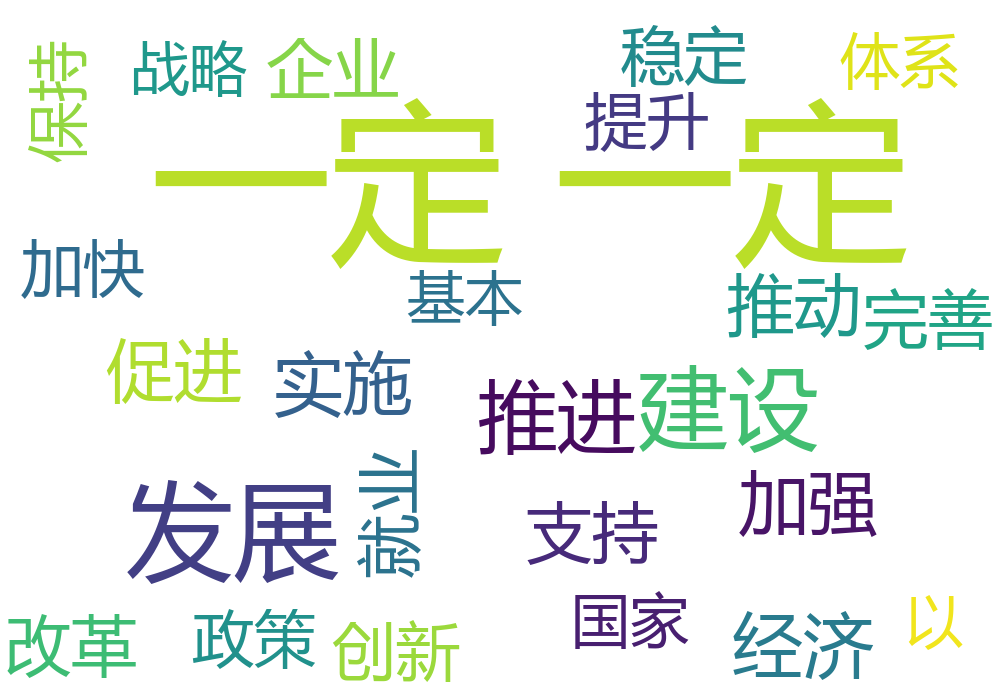 保持
战略
企业
稳定
体系
提升
一定 一定
加快
基本
推动
完善
促进
实施
推进
建设
发展
就业
支持
加强
改革
政策
创新
国家
经济
以